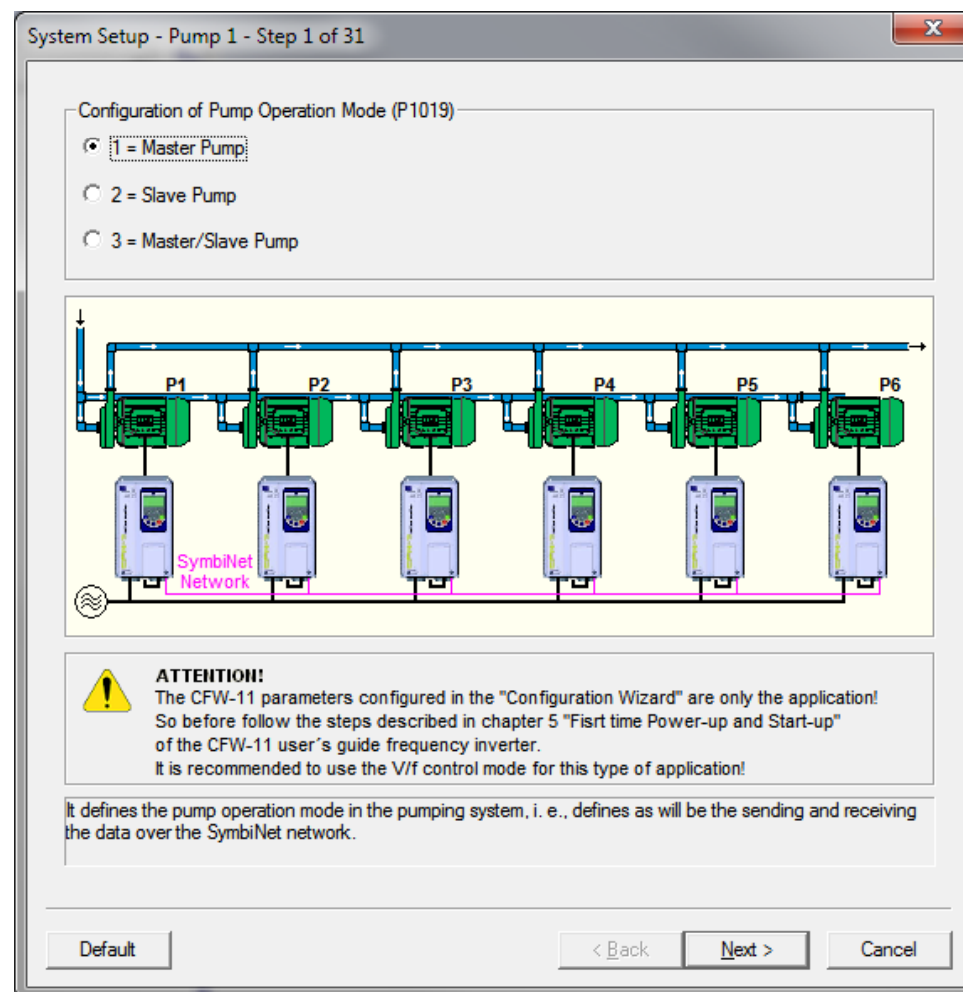 System Setup - Pump 1 - Step 1 of 31
Configuration of Pump Operation Mode (P1019)
1 = Master Pump
2 = Slave Pump
3 = Master/Slave Pump
P1 P2 P3 P4 P5 P6
SymbiNet
Network
ATTENTION!
The CFW-11 parameters configured in the "Configuration Wizard" are only the application!
So before follow the steps described in chapter 5 "Fisrt time Power-up and Start-up"
of the CFW-11 user´s guide frequency inverter.
It is recommended to use the V/f control mode for this type of application!
It defines the pump operation mode in the pumping system, i. e., defines as will be the sending and receiving
the data over the SymbiNet network.
Default < Back Next > Cancel